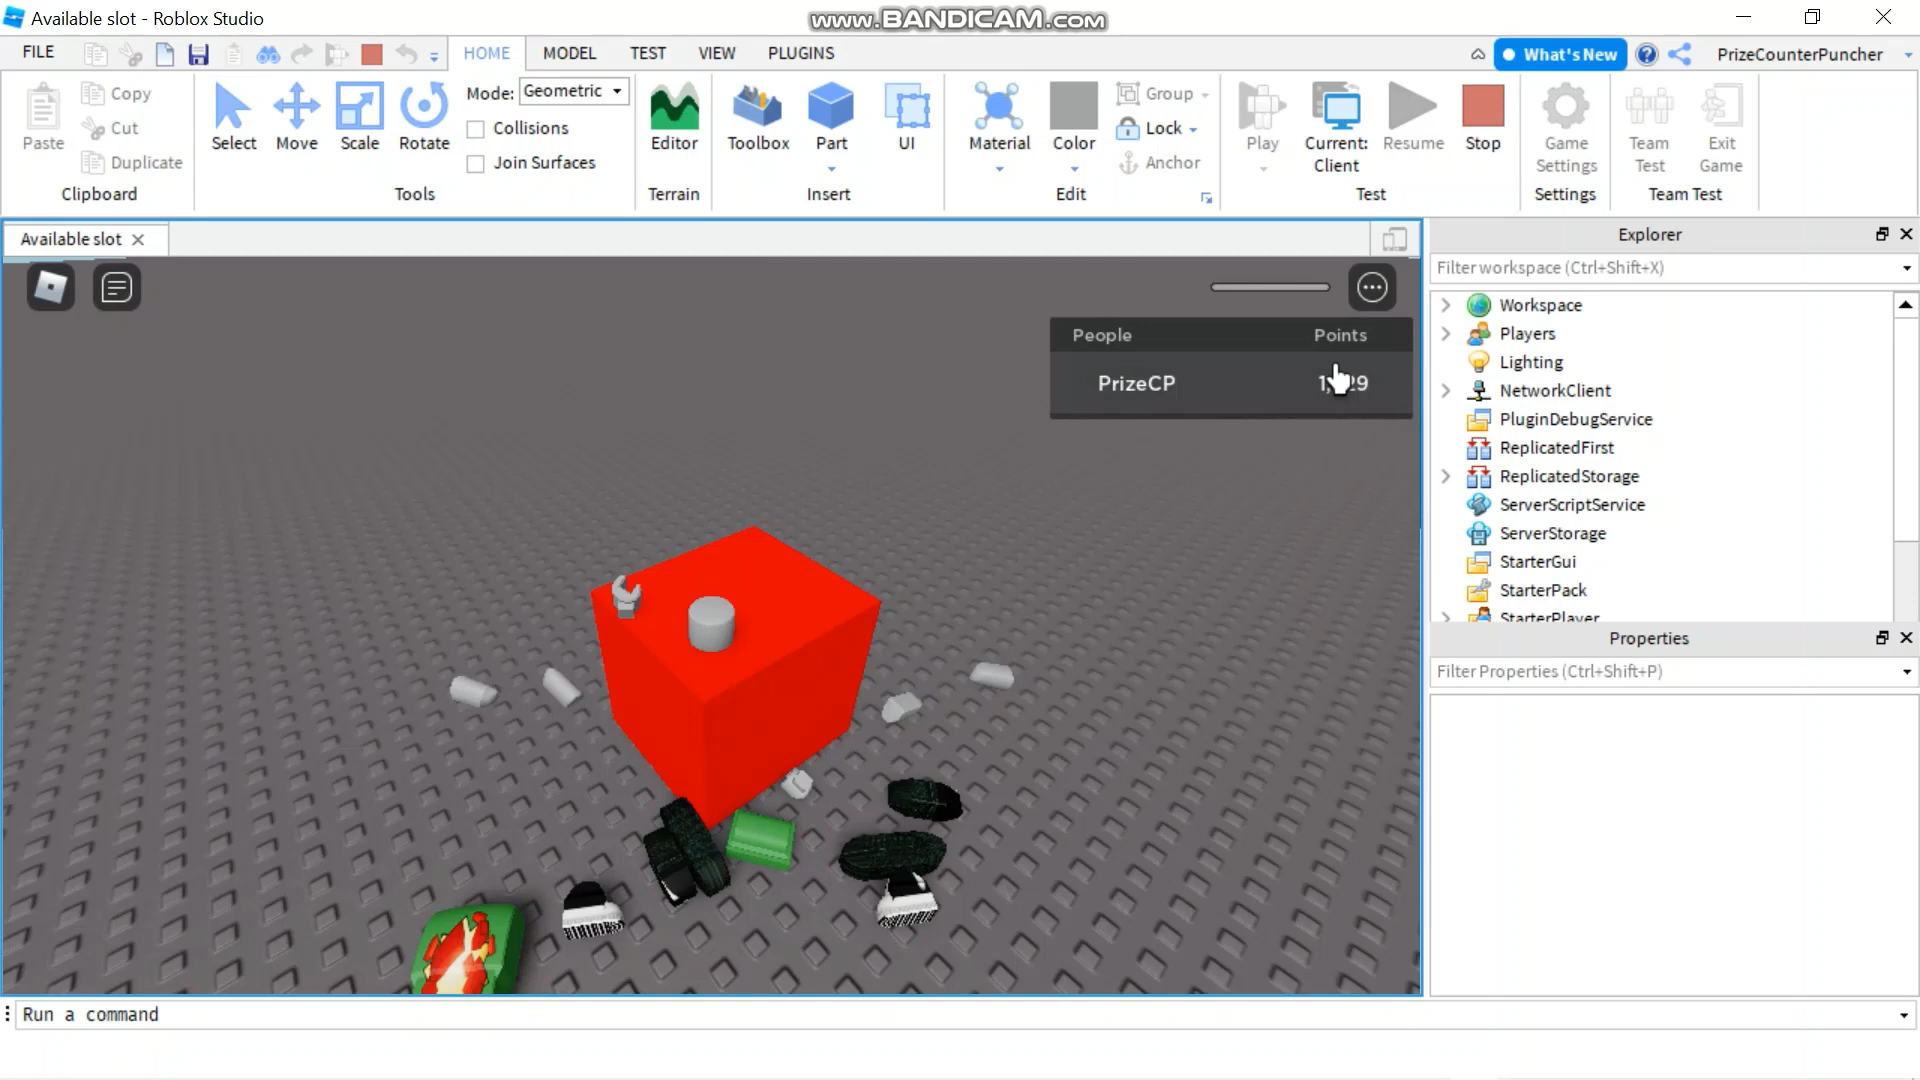 Available slot - Roblox Studio
www.BANDICAM.com
FILE
HOME
MODEL
TEST
VIEW
PLUGINS
What's New
PrizeCounterPuncher
Paste
Copy
Cut
Duplicate
Clipboard
Select
Move
Scale
Rotate
Mode: Geometric
Collisions
Join Surfaces
Tools
Editor
Terrain
Toolbox
Part
UI
Insert
Material
Color
Group
Lock
Anchor
Edit
Play
Current: Client
Resume
Stop
Test
Game Settings
Settings
Team Test
Exit Game
Team Test
Available slot
People Points
PrizeCP
Explorer
Filter workspace (Ctrl+Shift+X)
Workspace
Players
Lighting
NetworkClient
PluginDebugService
ReplicatedFirst
ReplicatedStorage
ServerScriptService
ServerStorage
StarterGui
StarterPack
StarterPlayer
Properties
Filter Properties (Ctrl+Shift+P)
Run a command